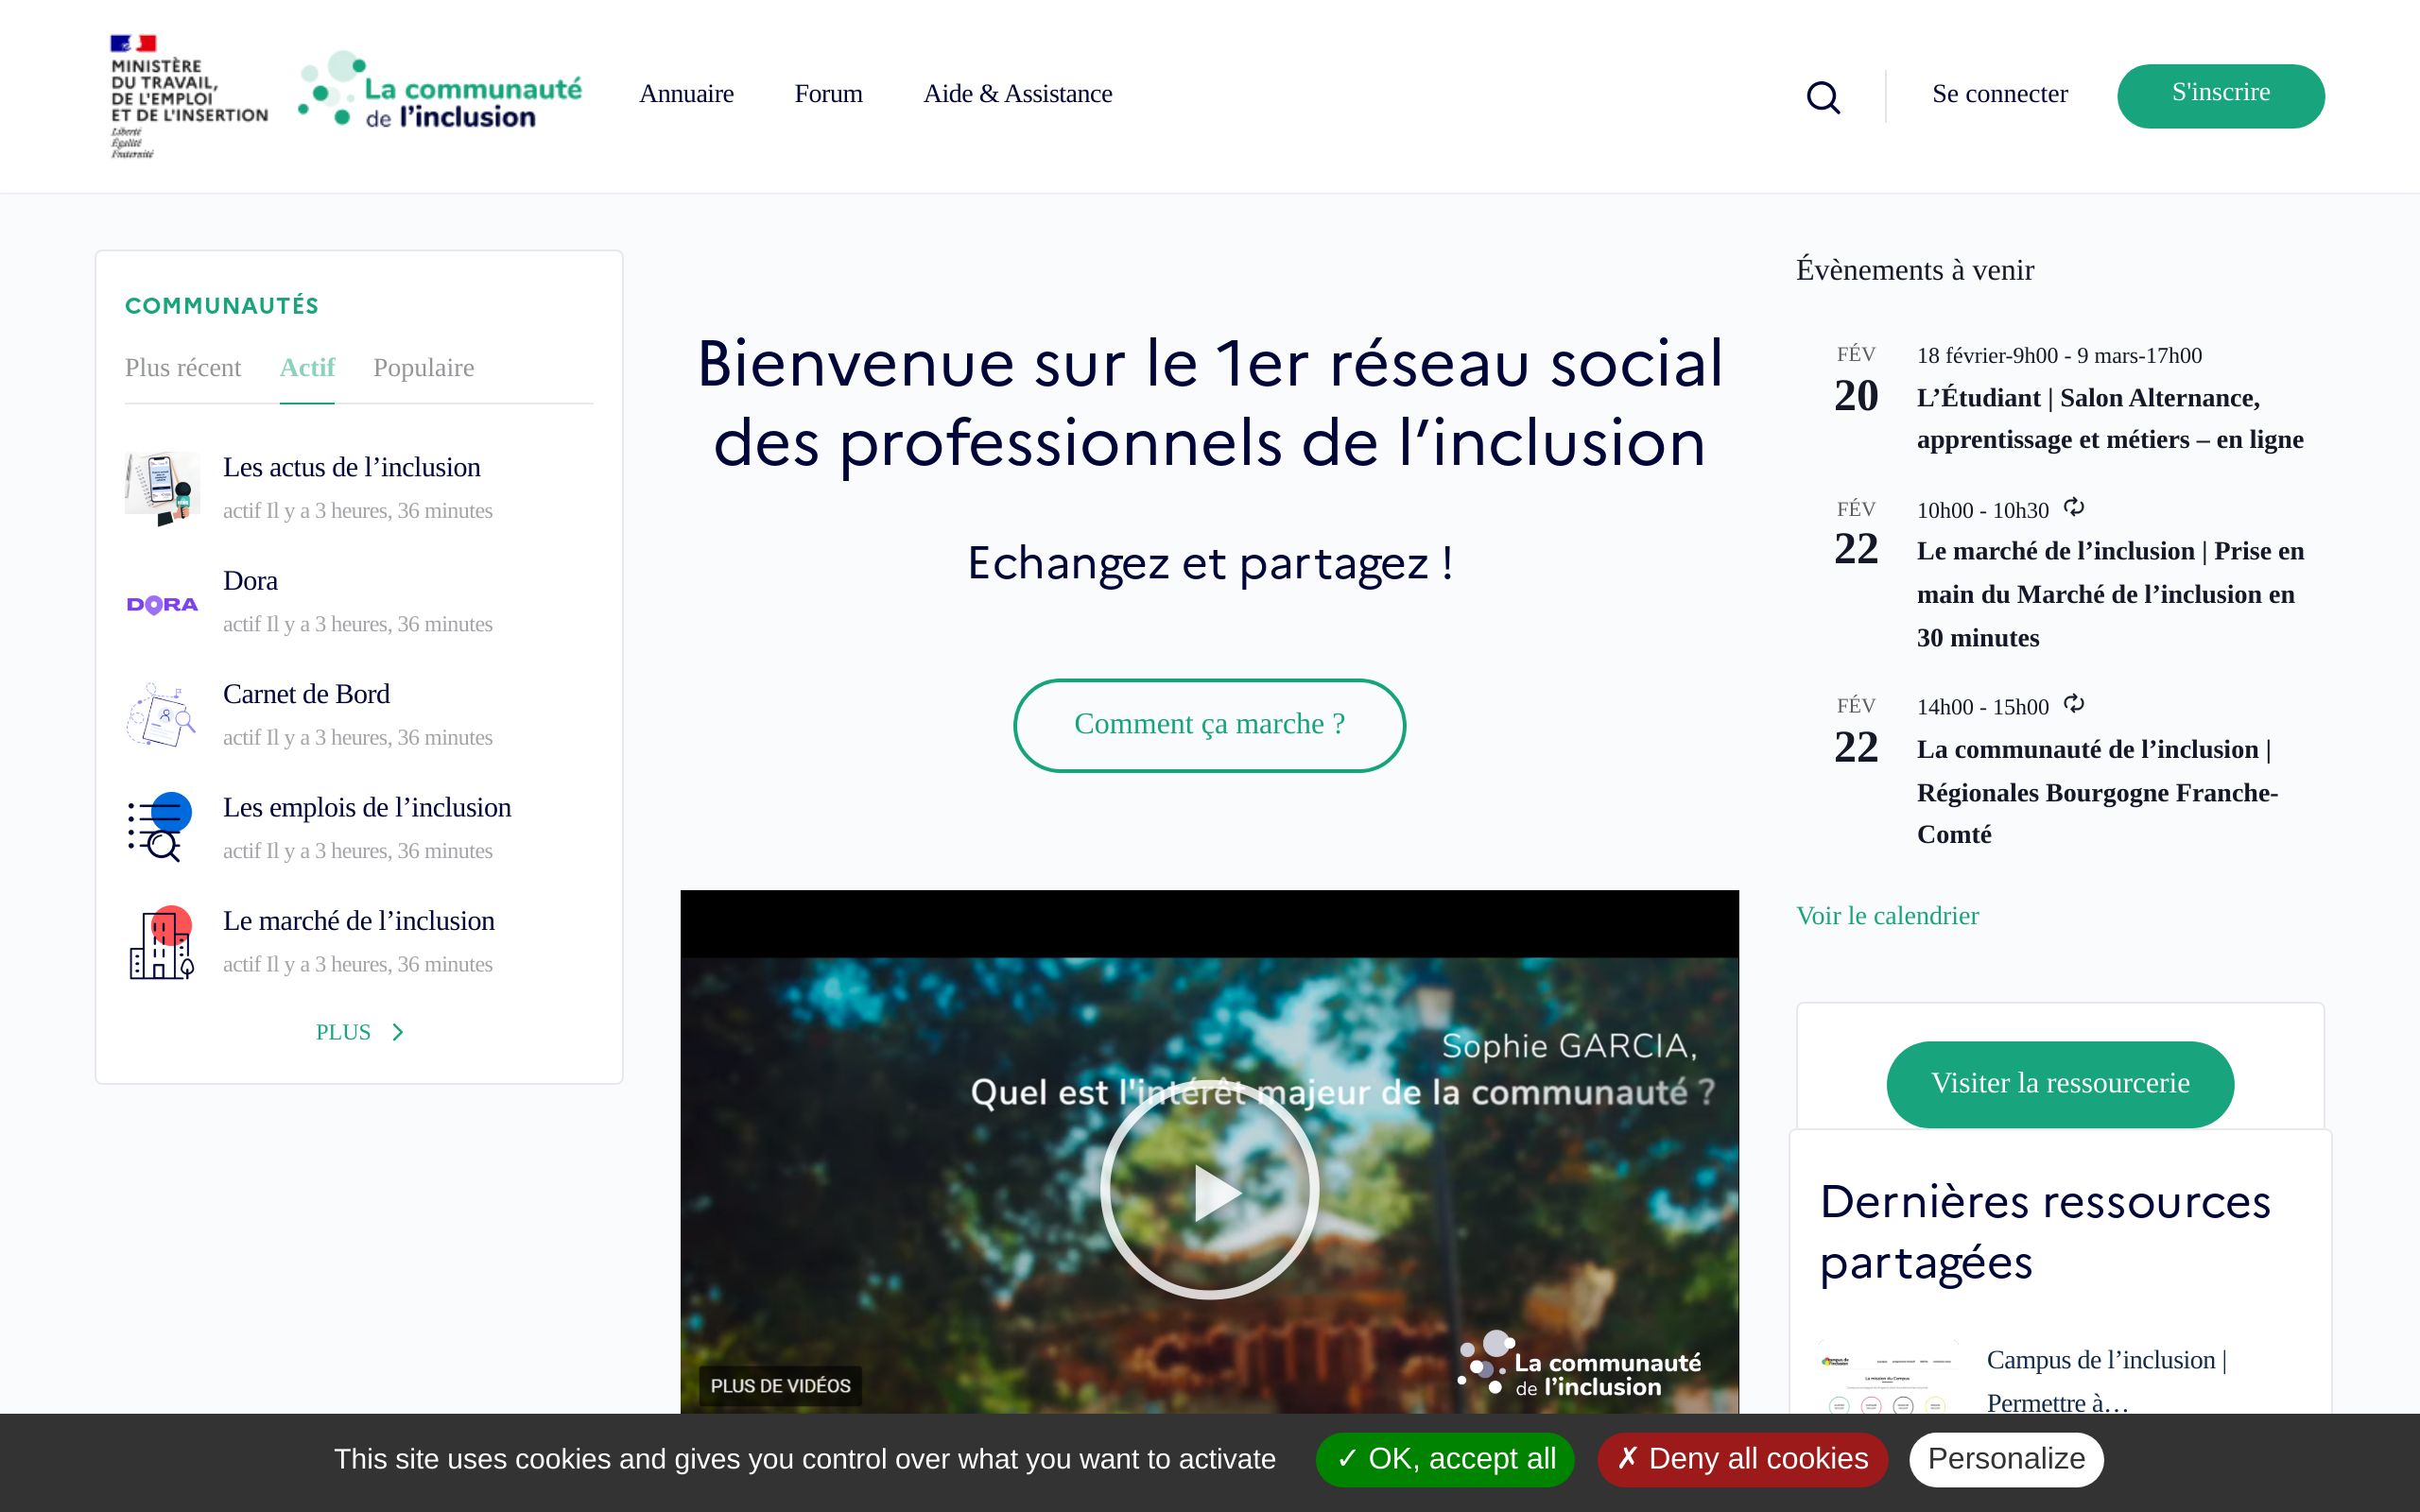 MINISTÈRE
DU TRAVAIL,
DE L'EMPLOI
ET DE L'INSERTION
Liberté
Égalité
Fraternité
La communauté
de l'inclusion
Annuaire
Forum
Aide & Assistance
Se connecter
S'inscrire
COMMUNAUTÉS
Plus récent
Actif
Populaire
Les actus de l’inclusion
actif Il y a 3 heures, 36 minutes
DORA
Dora
actif Il y a 3 heures, 36 minutes
Carnet de Bord
actif Il y a 3 heures, 36 minutes
Les emplois de l’inclusion
actif Il y a 3 heures, 36 minutes
Le marché de l’inclusion
actif Il y a 3 heures, 36 minutes
PLUS
Bienvenue sur le 1er réseau social
des professionnels de l’inclusion
Echangez et partagez !
Comment ça marche ?
Sophie GARCIA,
Quel est l'intérêt majeur de la communauté ?
PLUS DE VIDÉOS
La communauté
de l'inclusion
Évènements à venir
FÉV
20
18 février-9h00 - 9 mars-17h00
L’Étudiant | Salon Alternance,
apprentissage et métiers – en ligne
FÉV
22
10h00 - 10h30
Le marché de l’inclusion | Prise en
main du Marché de l’inclusion en
30 minutes
FÉV
22
14h00 - 15h00
La communauté de l’inclusion |
Régionales Bourgogne Franche-
Comté
Voir le calendrier
Visiter la ressourcerie
Dernières ressources
partagées
Campus de l’inclusion |
Permettre à…
This site uses cookies and gives you control over what you want to activate
✓ OK, accept all
✗ Deny all cookies
Personalize